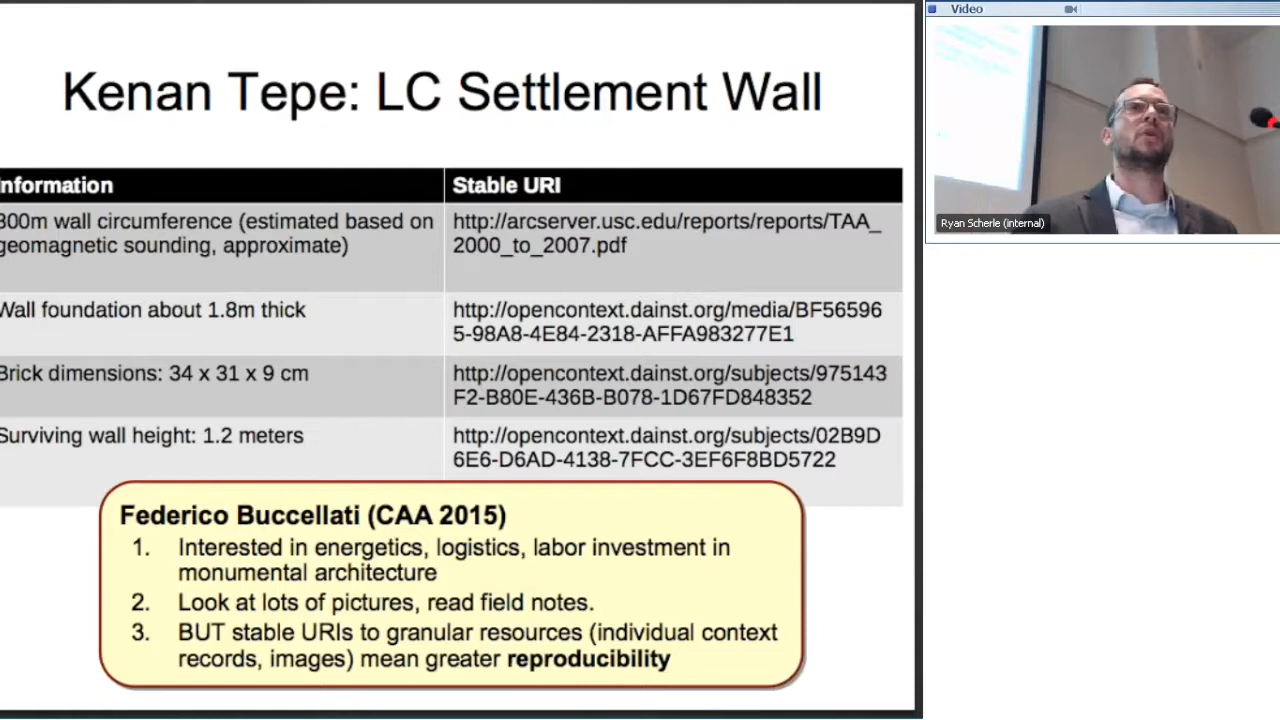 Kenan Tepe: LC Settlement Wall
Information
Stable URI
300m wall circumference (estimated based on
geomagnetic sounding, approximate)
http://arcserver.usc.edu/reports/reports/TAA_
2000_to_2007.pdf
Wall foundation about 1.8m thick
http://opencontext.dainst.org/media/BF56596
5-98A8-4E84-2318-AFFA983277E1
Brick dimensions: 34 x 31 x 9 cm
http://opencontext.dainst.org/subjects/975143
F2-B80E-436B-B078-1D67FD848352
Surviving wall height: 1.2 meters
http://opencontext.dainst.org/subjects/02B9D
6E6-D6AD-4138-7FCC-3EF6F8BD5722
Federico Buccellati (CAA 2015)
1. Interested in energetics, logistics, labor investment in
monumental architecture
2. Look at lots of pictures, read field notes.
3. BUT stable URIs to granular resources (individual context
records, images) mean greater reproducibility
Video
Ryan Scherle (internal)